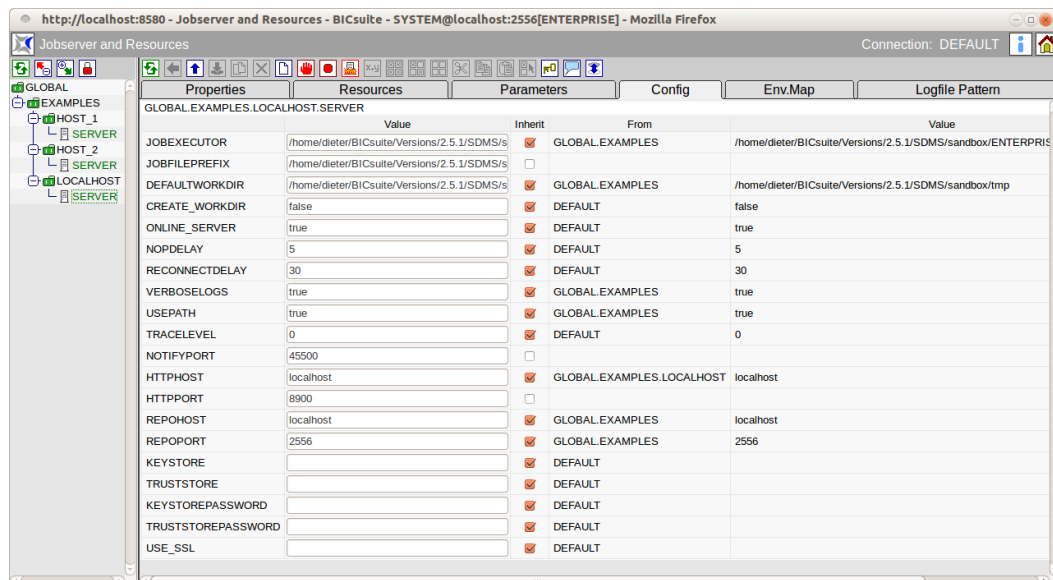 http://localhost:8580 - Jobserver and Resources - BICsuite - SYSTEM@localhost:2556[ENTERPRISE] - Mozilla Firefox
Jobserver and Resources Connection: DEFAULT
GLOBAL
EXAMPLES
HOST_1
SERVER
HOST_2
SERVER
LOCALHOST
SERVER
Properties Resources Parameters Config Env.Map Logfile Pattern
GLOBAL.EXAMPLES.LOCALHOST.SERVER
Value Inherit From Value
JOBEXECUTOR /home/dieter/BICsuite/Versions/2.5.1/SDMS/s GLOBAL.EXAMPLES /home/dieter/BICsuite/Versions/2.5.1/SDMS/sandbox/ENTERPRIS
JOBFILEPREFIX /home/dieter/BICsuite/Versions/2.5.1/SDMS/s
DEFAULTWORKDIR /home/dieter/BICsuite/Versions/2.5.1/SDMS/s GLOBAL.EXAMPLES /home/dieter/BICsuite/Versions/2.5.1/SDMS/sandbox/tmp
CREATE_WORKDIR false DEFAULT false
ONLINE_SERVER true DEFAULT true
NOPDELAY 5 DEFAULT 5
RECONNECTDELAY 30 DEFAULT 30
VERBOSELOGS true GLOBAL.EXAMPLES true
USEPATH true GLOBAL.EXAMPLES true
TRACELEVEL 0 DEFAULT 0
NOTIFYPORT 45500
HTTPHOST localhost GLOBAL.EXAMPLES.LOCALHOST localhost
HTTPPORT 8900
REPOHOST localhost GLOBAL.EXAMPLES localhost
REPOPORT 2556 GLOBAL.EXAMPLES 2556
KEYSTORE DEFAULT
TRUSTSTORE DEFAULT
KEYSTOREPASSWORD DEFAULT
TRUSTSTOREPASSWORD DEFAULT
USE_SSL DEFAULT